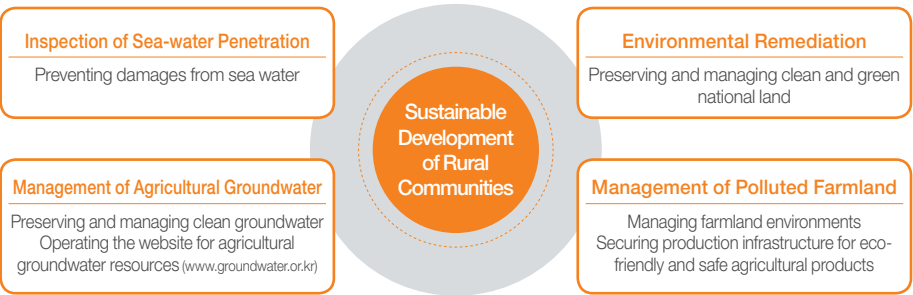 Inspection of Sea-water Penetration
Preventing damages from sea water
Environmental Remediation
Preserving and managing clean and green
national land
Sustainable
Development
of Rural
Communities
Management of Agricultural Groundwater
Preserving and managing clean groundwater
Operating the website for agricultural
groundwater resources (www.groundwater.or.kr)
Management of Polluted Farmland
Managing farmland environments
Securing production infrastructure for eco-
friendly and safe agricultural products